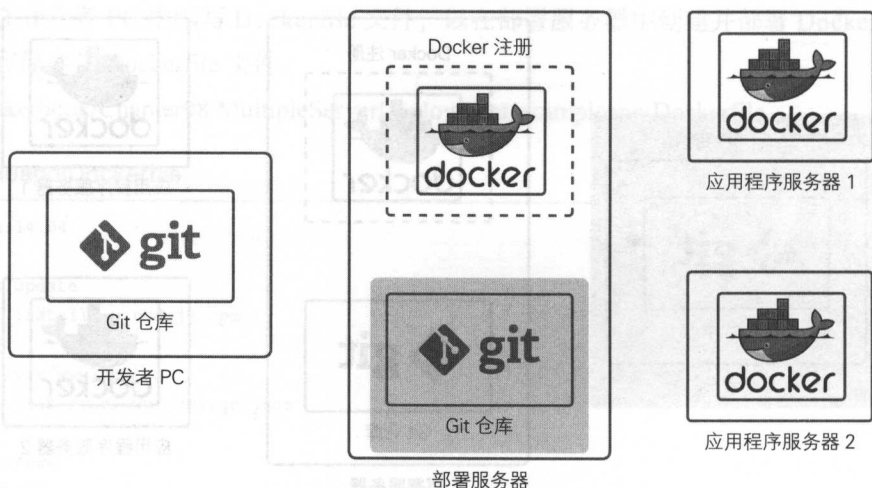 Docker 注册
docker
git
Git 仓库
开发者 PC
git
Git 仓库
部署服务器
docker
应用程序服务器 1
docker
应用程序服务器 2